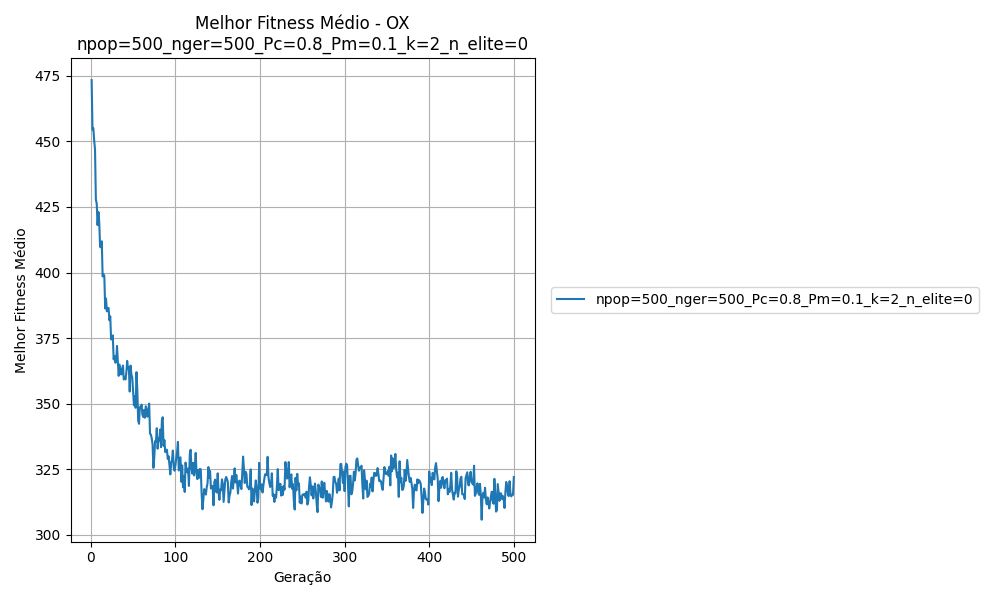 Melhor Fitness Médio - OX
npop=500_nger=500_Pc=0.8_Pm=0.1_k=2_n_elite=0
475
450
425
400
375
350
325
300
Melhor Fitness Médio
0
100
200
300
400
500
Geração
npop=500_nger=500_Pc=0.8_Pm=0.1_k=2_n_elite=0